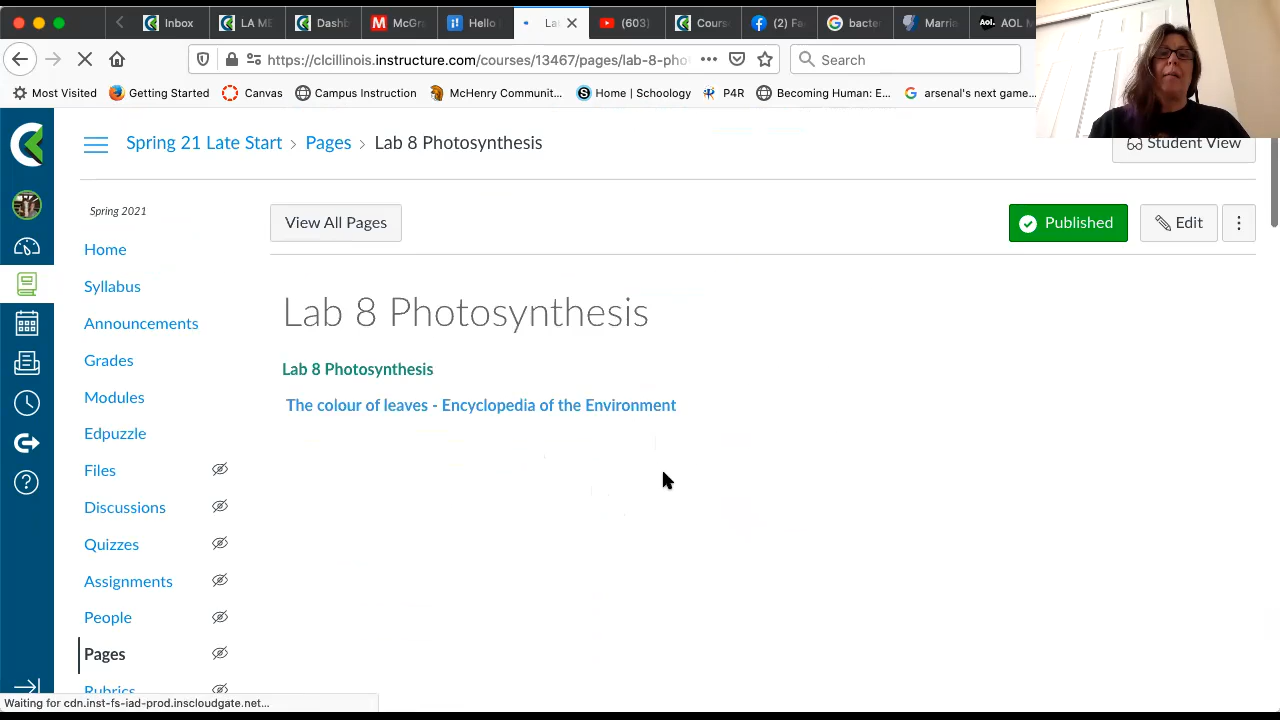 Inbox LA ME Dashb McGr Hello La (603) Cours (2) Fa bacte Marri Aol. AOL M
https://clcillinois.instructure.com/courses/13467/pages/lab-8-pho ••• Search
Most Visited Getting Started Canvas Campus Instruction McHenry Communit... Home | Schoology P4R Becoming Human: E... arsenal's next game...
Spring 21 Late Start › Pages › Lab 8 Photosynthesis
Student View
Spring 2021
View All Pages
Published
Edit
Home
Syllabus
Announcements
Grades
Modules
Edpuzzle
Files
Discussions
Quizzes
Assignments
People
Pages
Rubrics
Lab 8 Photosynthesis
Lab 8 Photosynthesis
The colour of leaves - Encyclopedia of the Environment
Waiting for cdn.inst-fs-iad-prod.inscloudgate.net...